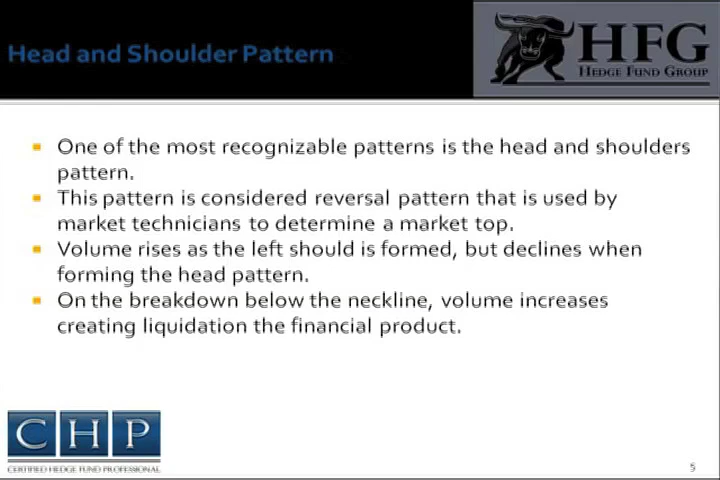 Head and Shoulder Pattern
HFG
HEDGE FUND GROUP
One of the most recognizable patterns is the head and shoulders
pattern.
This pattern is considered reversal pattern that is used by
market technicians to determine a market top.
Volume rises as the left should is formed, but declines when
forming the head pattern.
On the breakdown below the neckline, volume increases
creating liquidation the financial product.
CHP
CERTIFIED HEDGE FUND PROFESSIONAL
5